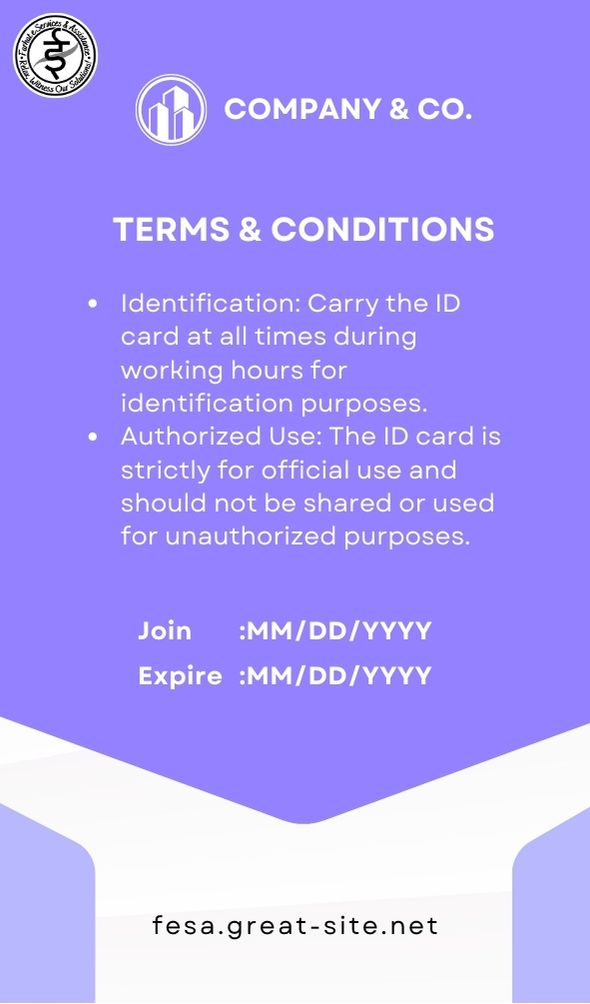 Farhat e.Services & Assistance
Relax, Witness Our Solutions!
COMPANY & CO.
TERMS & CONDITIONS
• Identification: Carry the ID
card at all times during
working hours for
identification purposes.
• Authorized Use: The ID card is
strictly for official use and
should not be shared or used
for unauthorized purposes.
Join :MM/DD/YYYY
Expire :MM/DD/YYYY
fesa.great-site.net